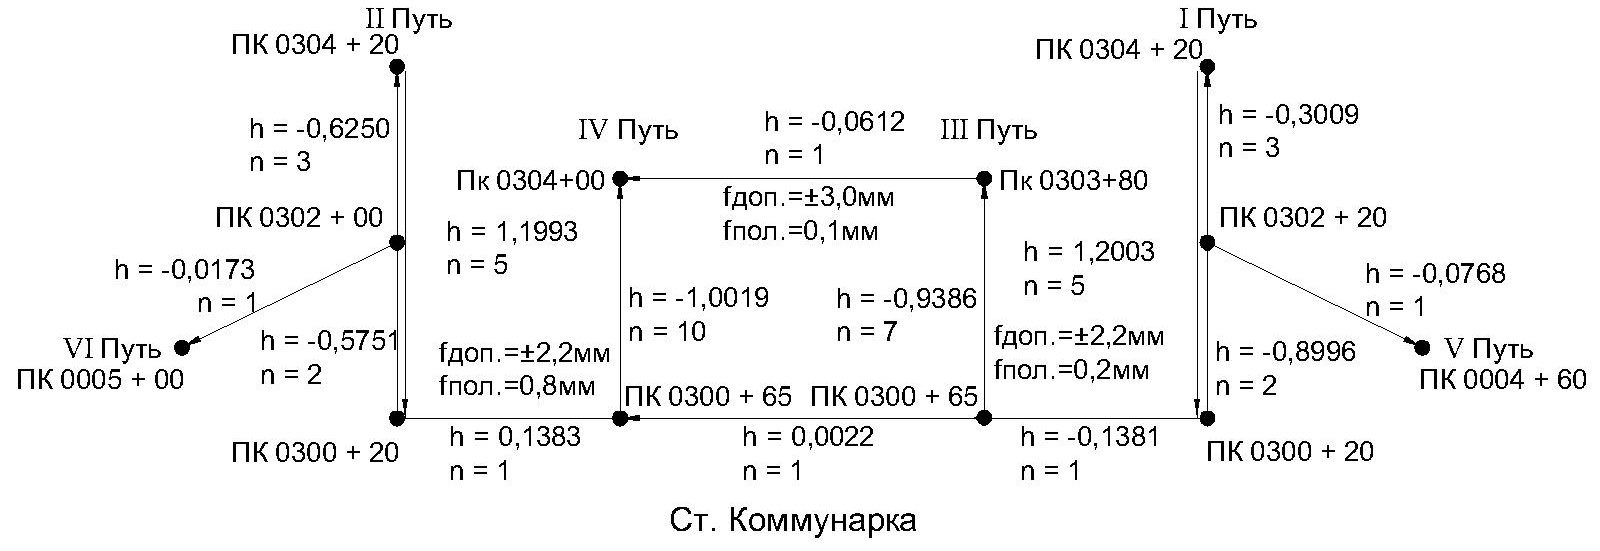 II Путь
ПК 0304 + 20
h = -0,6250
n = 3
ПК 0302 + 00
h = -0,0173
n = 1
VI Путь
ПК 0005 + 00
h = -0,5751
n = 2
ПК 0300 + 20
h = 1,1993
n = 5
fдоп.=±2,2мм
fпол.=0,8мм
h = 0,1383
n = 1
IV Путь
Пк 0304+00
h = -1,0019
n = 10
ПК 0300 + 65
h = -0,0612
n = 1
fдоп.=±3,0мм
fпол.=0,1мм
h = 0,0022
n = 1
III Путь
Пк 0303+80
h = -0,9386
n = 7
ПК 0300 + 65
h = 1,2003
n = 5
fдоп.=±2,2мм
fпол.=0,2мм
h = -0,1381
n = 1
I Путь
ПК 0304 + 20
h = -0,3009
n = 3
ПК 0302 + 20
h = -0,0768
n = 1
V Путь
ПК 0004 + 60
h = -0,8996
n = 2
ПК 0300 + 20
Ст. Коммунарка